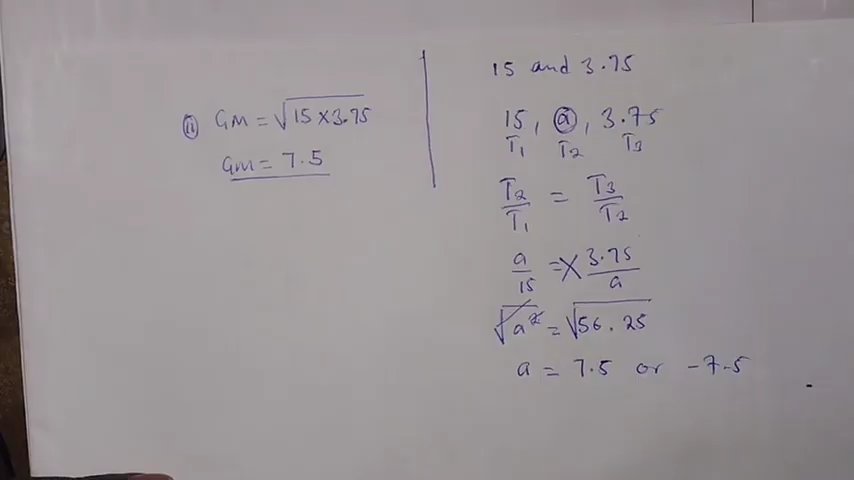 (ii) GM = √15 × 3.75
GM = 7.5
15 and 3.75
15, a, 3.75
T₁ T₂ T₃
T₂/T₁ = T₃/T₂
a/15 = 3.75/a
√a² = √56.25
a = 7.5 or -7.5